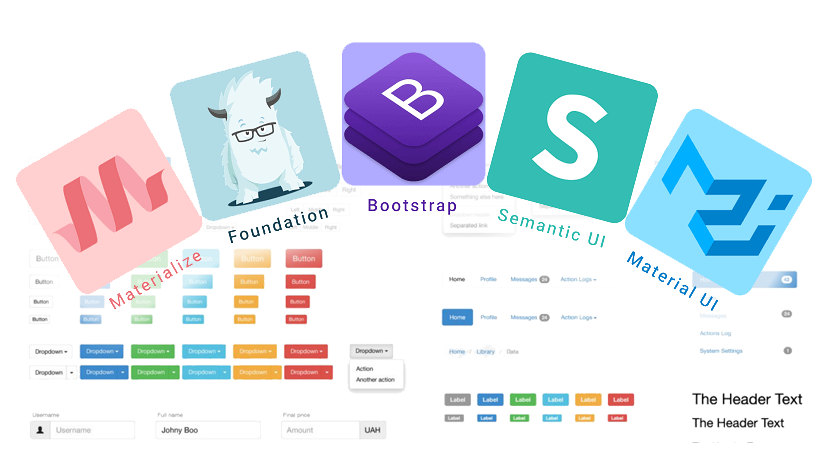 Materialize
Foundation
Bootstrap
Semantic UI
Material UI
B
S
Right
Left Middle Right
Another action
Something else here
Separated link
Button Button Button Button Button
Button Button Button Button Button
Button Button Button Button Button Button
Button Button Button Button Button Button
Dropdown Dropdown Dropdown Dropdown Dropdown Dropdown
Dropdown Dropdown Dropdown Dropdown Dropdown Dropdown
Dropdown
Action
Another action
Username
Username
Full name
Johny Boo
Final price
Amount UAH
Home Profile Messages 24 Action Logs
Home Profile Messages 24 Action Logs
Home / Library / Data
Label Label Label Label Label Label
Label Label Label Label Label Label
Messages 24
Actions Log
System Settings 1
The Header Text
The Header Text